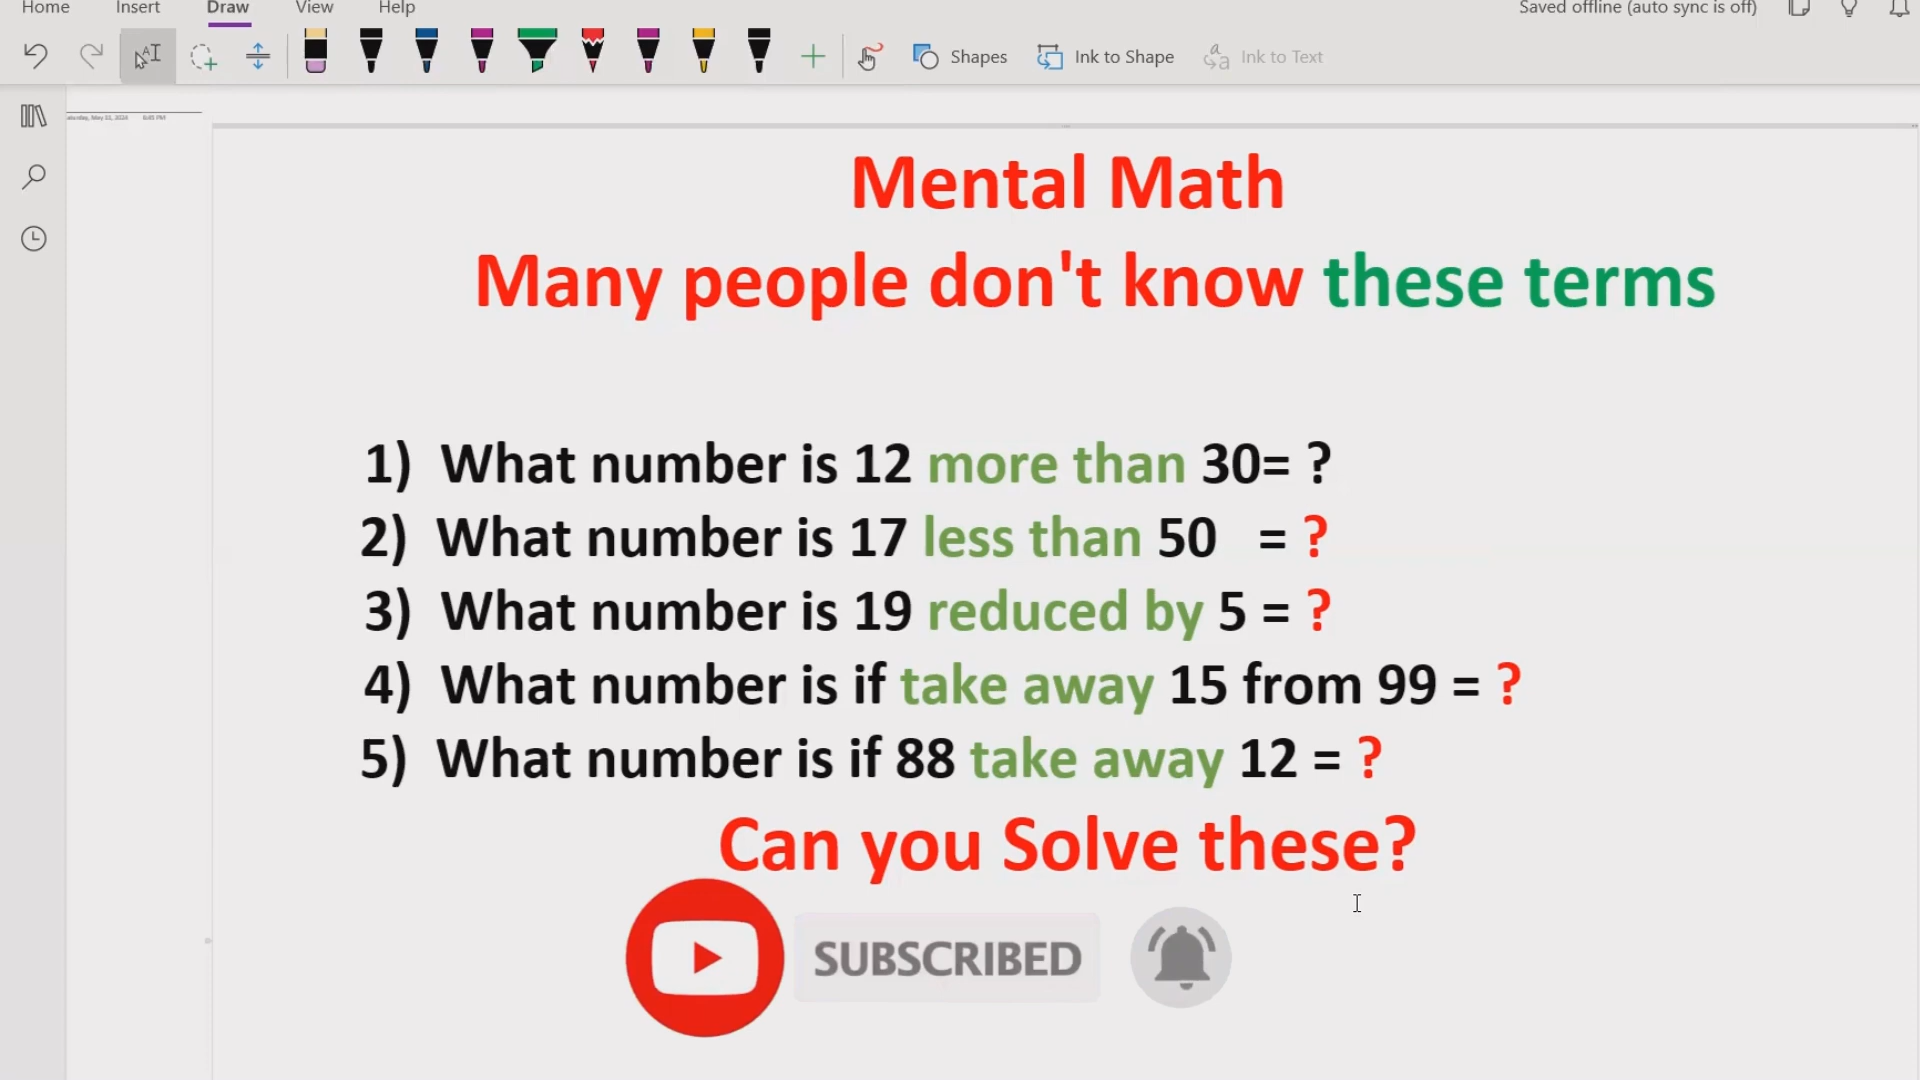 Home Insert Draw View Help Saved offline (auto sync is off)
Shapes Ink to Shape Ink to Text
Mental Math
Many people don't know these terms
1) What number is 12 more than 30= ?
2) What number is 17 less than 50 = ?
3) What number is 19 reduced by 5 = ?
4) What number is if take away 15 from 99 = ?
5) What number is if 88 take away 12 = ?
Can you Solve these?
SUBSCRIBED